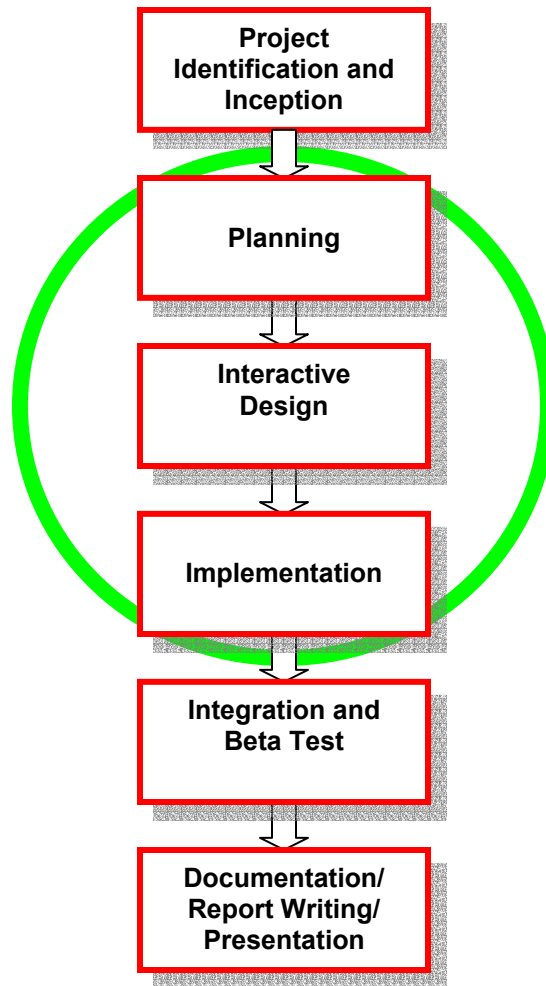 Project
Identification and
Inception
Planning
Interactive
Design
Implementation
Integration and
Beta Test
Documentation/
Report Writing/
Presentation